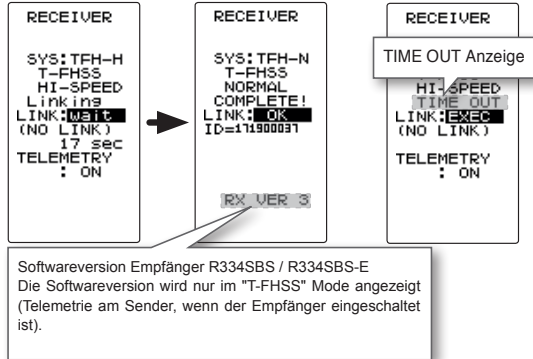 RECEIVER
SYS:TFH-H
T-FHSS
HI-SPEED
Linking
LINK:wait
(NO LINK)
17 sec
TELEMETRY
: ON
RECEIVER
SYS:TFH-N
T-FHSS
NORMAL
COMPLETE!
LINK: OK
ID=171900037
RX VER 3
RECEIVER
TIME OUT Anzeige
HI-SPEED
TIME OUT
LINK:EXEC
(NO LINK)
TELEMETRY
: ON
Softwareversion Empfänger R334SBS / R334SBS-E
Die Softwareversion wird nur im "T-FHSS" Mode angezeigt
(Telemetrie am Sender, wenn der Empfänger eingeschaltet
ist).